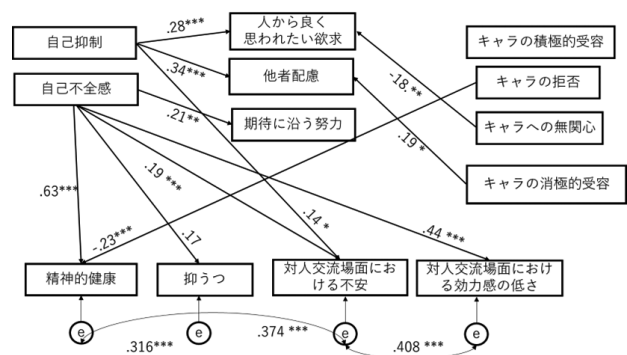 自己抑制
自己不全感
人から良く
思われたい欲求
他者配慮
期待に沿う努力
キャラの積極的受容
キャラの拒否
キャラへの無関心
キャラの消極的受容
.28***
.34***
.21**
-18. **
.19 *
.63***
.19 ***
.14 *
-.23***
.17
.44 ***
精神的健康
抑うつ
対人交流場面にお
ける不安
対人交流場面におけ
る効力感の低さ
e
e
e
e
.316***
.374 ***
.408 ***